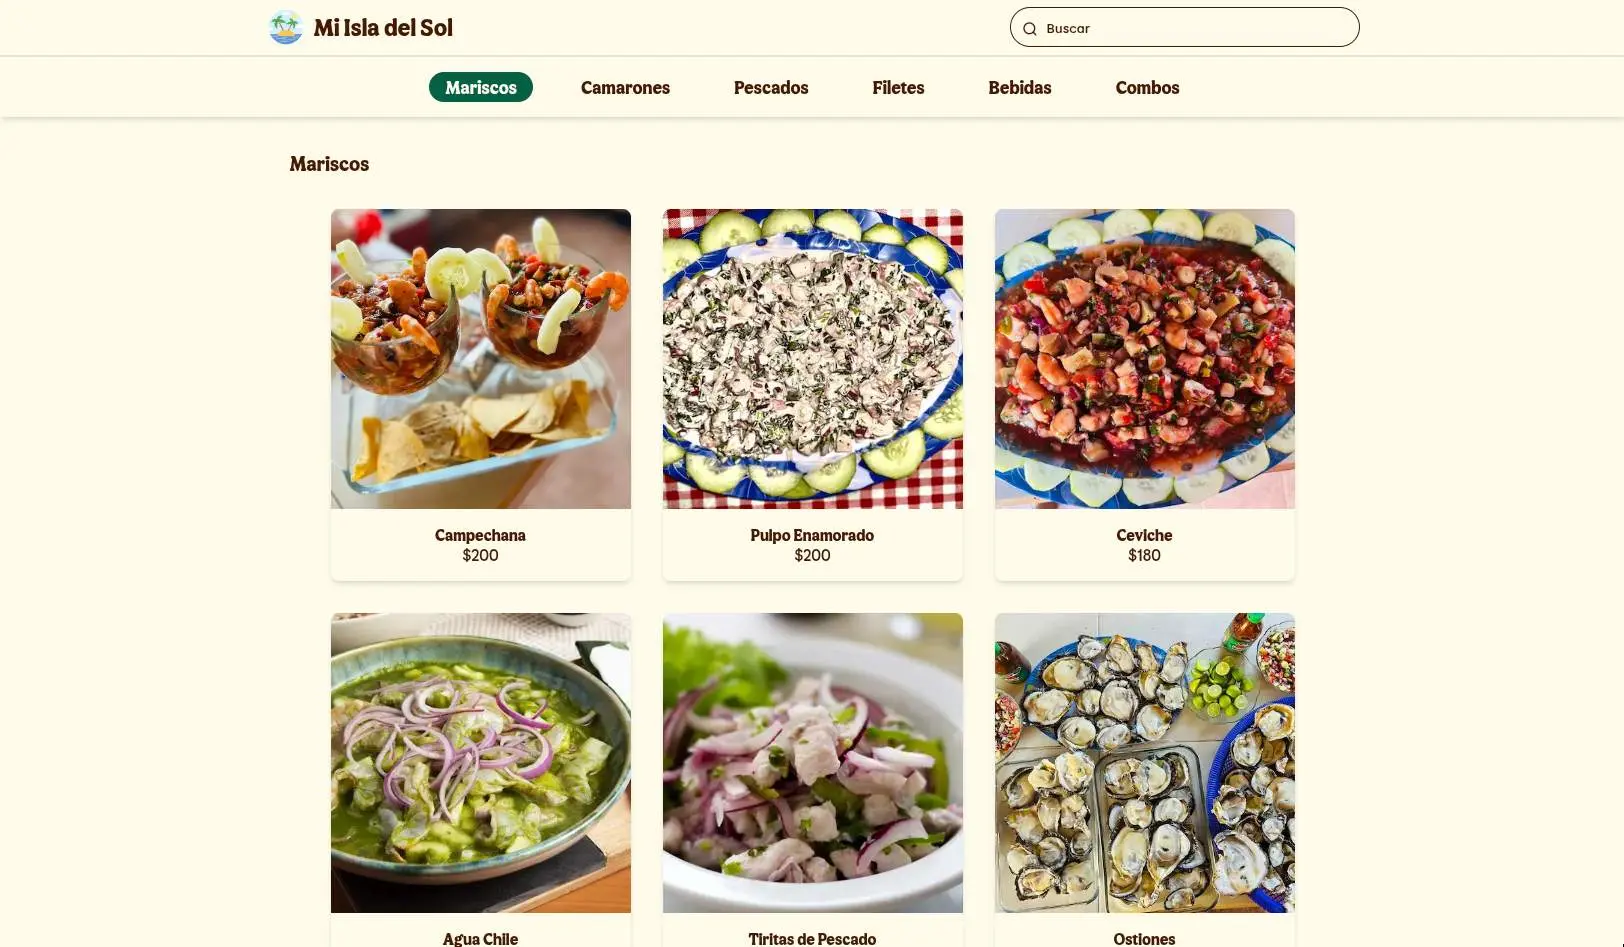 Mi Isla del Sol
Buscar
Mariscos
Camarones
Pescados
Filetes
Bebidas
Combos
Mariscos
Campechana
$200
Pulpo Enamorado
$200
Ceviche
$180
Agua Chile
Tiritas de Pescado
Ostiones